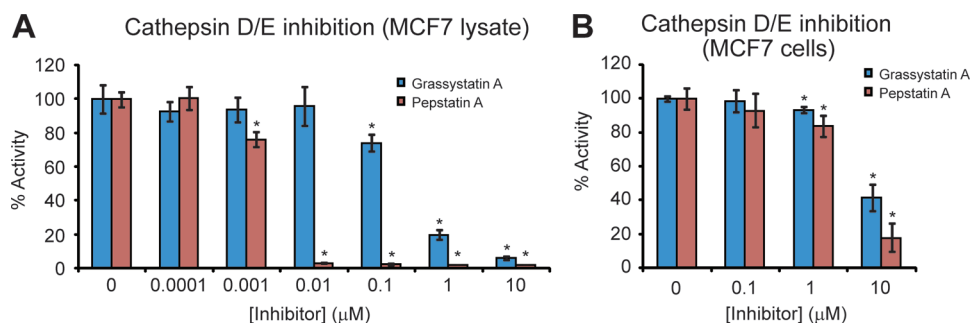 A
Cathepsin D/E inhibition (MCF7 lysate)
120
100
80
60
40
20
0
% Activity
Grassystatin A
Pepstatin A
*
*
*
*
*
*
*
*
0 0.0001 0.001 0.01 0.1 1 10
[Inhibitor] (μM)
B
Cathepsin D/E inhibition
(MCF7 cells)
120
100
80
60
40
20
0
% Activity
Grassystatin A
Pepstatin A
*
*
*
*
0 0.1 1 10
[Inhibitor] (μM)